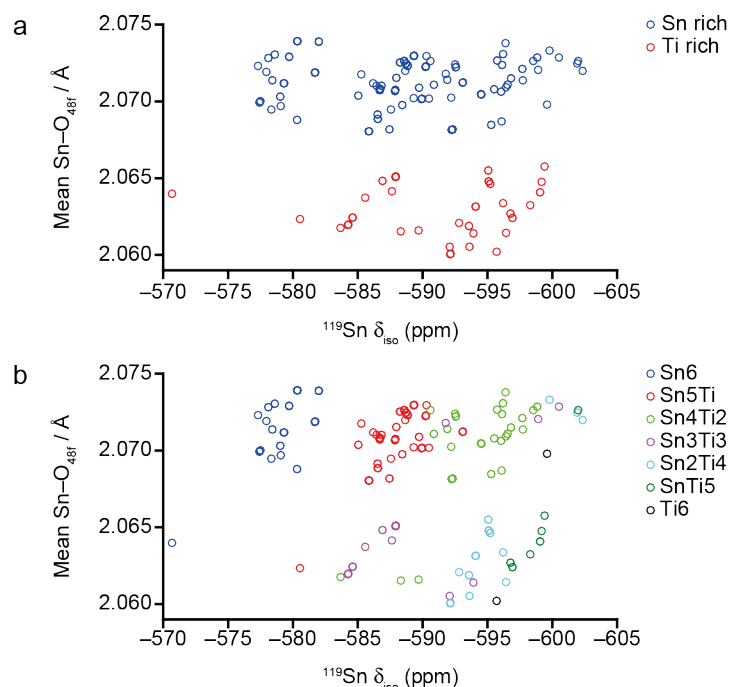 a
Sn rich
Ti rich
Mean Sn–O48f / Å
2.075
2.070
2.065
2.060
–570 –575 –580 –585 –590 –595 –600 –605
119Sn δiso (ppm)
b
Sn6
Sn5Ti
Sn4Ti2
Sn3Ti3
Sn2Ti4
SnTi5
Ti6
Mean Sn–O48f / Å
2.075
2.070
2.065
2.060
–570 –575 –580 –585 –590 –595 –600 –605
119Sn δiso (ppm)